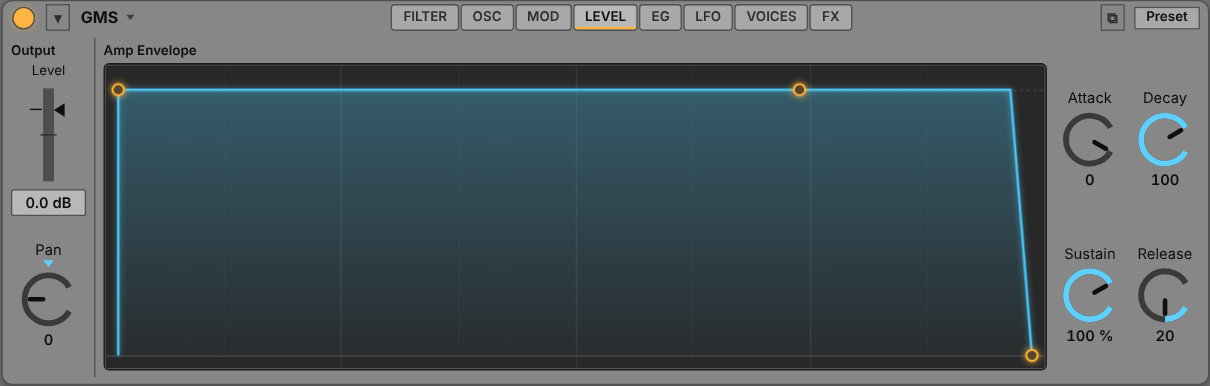 GMS
FILTER
OSC
MOD
LEVEL
EG
LFO
VOICES
FX
Preset
Output
Level
0.0 dB
Pan
0
Amp Envelope
Attack
0
Decay
100
Sustain
100 %
Release
20